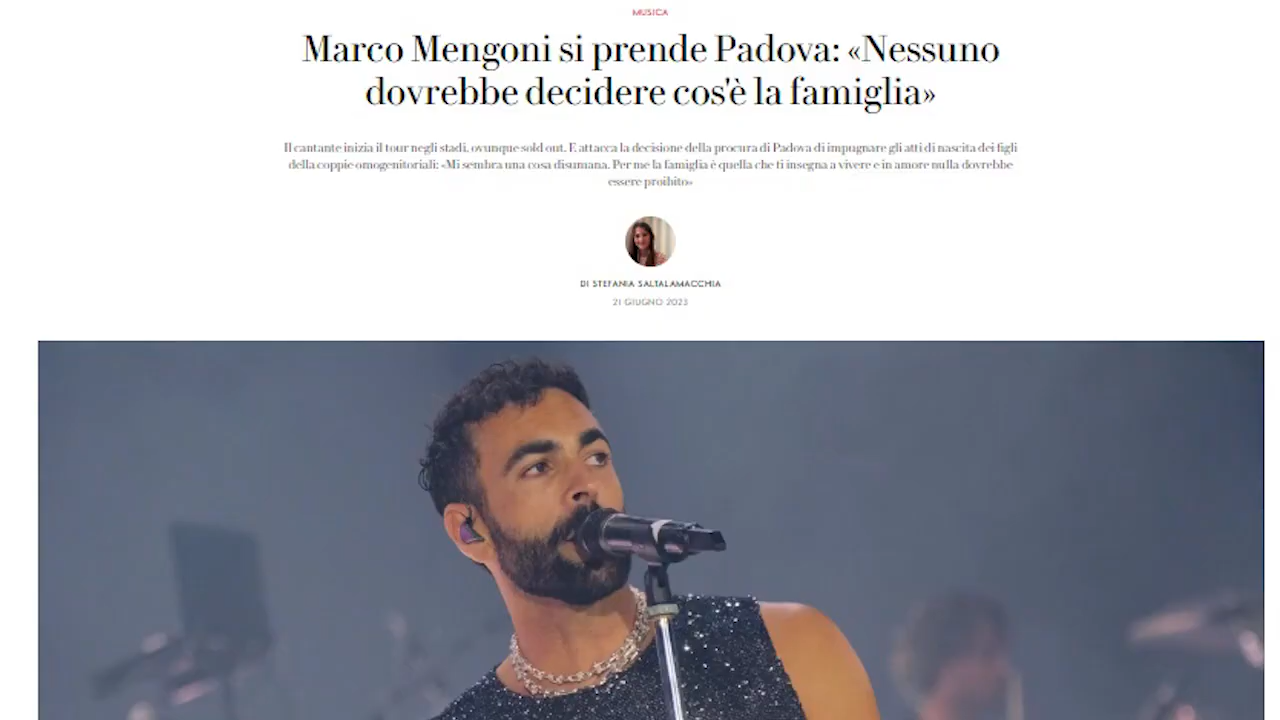 MUSICA
Marco Mengoni si prende Padova: «Nessuno
dovrebbe decidere cos'è la famiglia»
Il cantante inizia il tour negli stadi, ovunque sold out. E attacca la decisione della procura di Padova di impugnare gli atti di nascita dei figli
della coppie omogenitoriali: «Mi sembra una cosa disumana. Per me la famiglia è quella che ti insegna a vivere e in amore nulla dovrebbe
essere proibito»
DI STEFANIA SALTALAMACCHIA
21 GIUGNO 2023